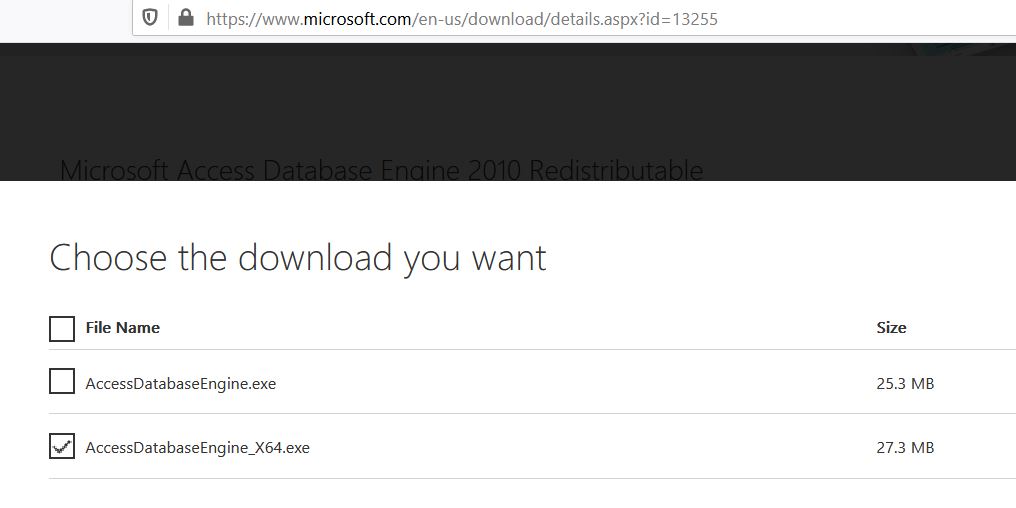 https://www.microsoft.com/en-us/download/details.aspx?id=13255
Microsoft Access Database Engine 2010 Redistributable
Choose the download you want
File Name Size
AccessDatabaseEngine.exe 25.3 MB
AccessDatabaseEngine_X64.exe 27.3 MB